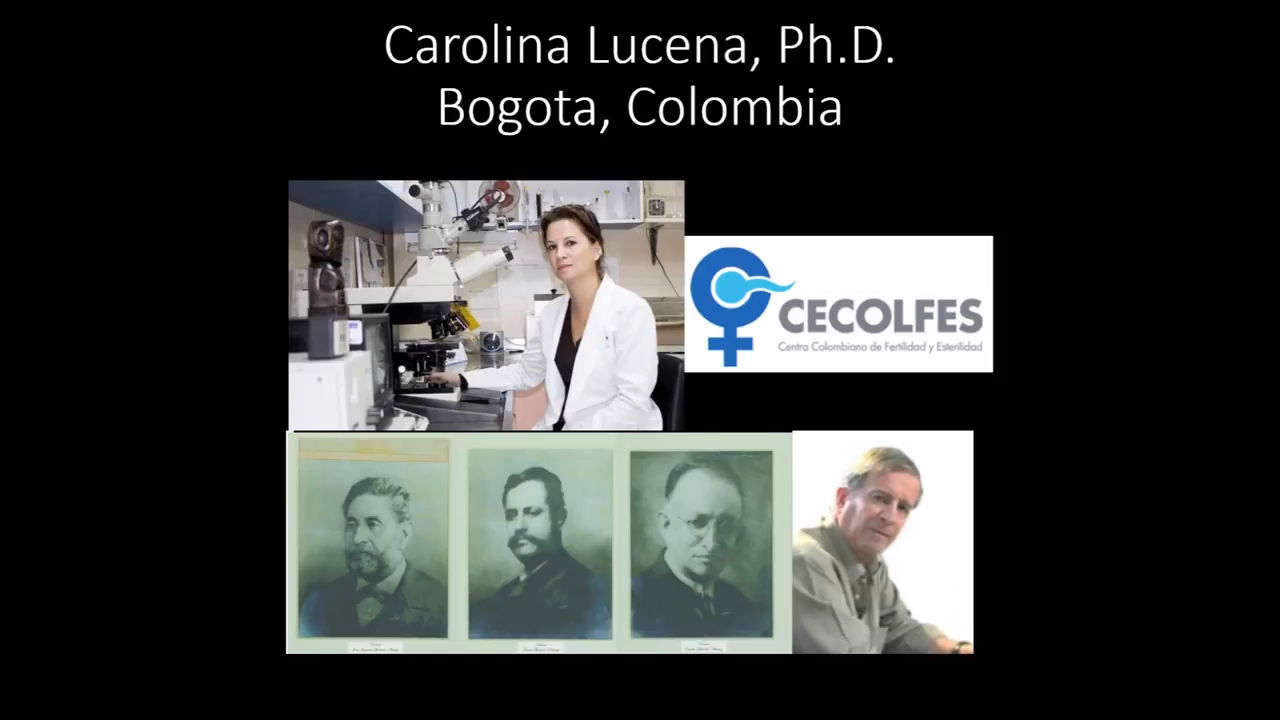 Carolina Lucena, Ph.D.
Bogota, Colombia
CECOLFES
Centro Colombiano de Fertilidad y Esterilidad